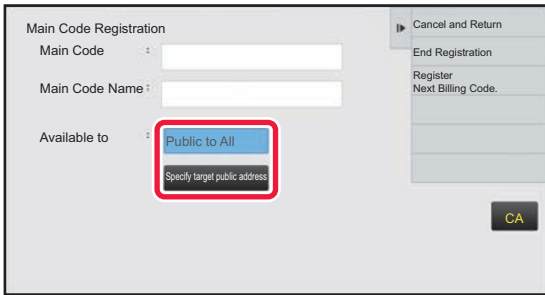 Main Code Registration
Main Code :
Main Code Name :
Available to :
Public to All
Specify target public address
Cancel and Return
End Registration
Register
Next Billing Code.
CA